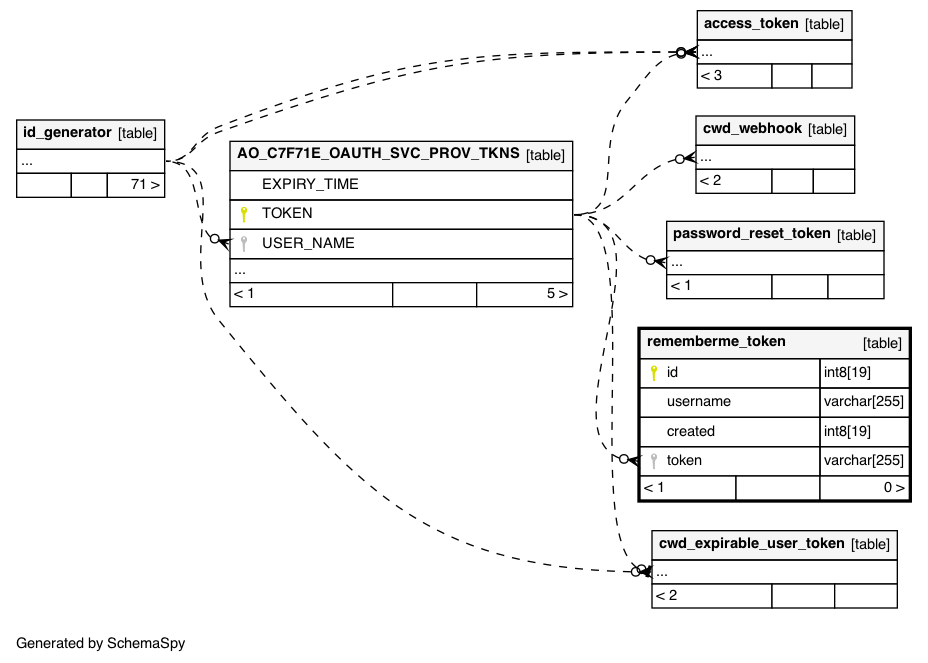 access_token [table]
...
< 3
id_generator [table]
...
71 >
AO_C7F71E_OAUTH_SVC_PROV_TKNS [table]
EXPIRY_TIME
TOKEN
USER_NAME
...
< 1 5 >
cwd_webhook [table]
...
< 2
password_reset_token [table]
...
< 1
rememberme_token [table]
id int8[19]
username varchar[255]
created int8[19]
token varchar[255]
< 1 0 >
cwd_expirable_user_token [table]
...
< 2
Generated by SchemaSpy